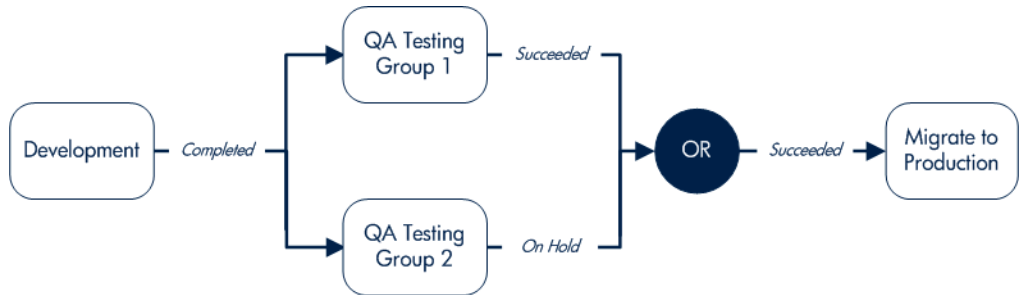 QA Testing
Group 1
Succeeded
Development
Completed
OR
Succeeded
Migrate to
Production
QA Testing
Group 2
On Hold